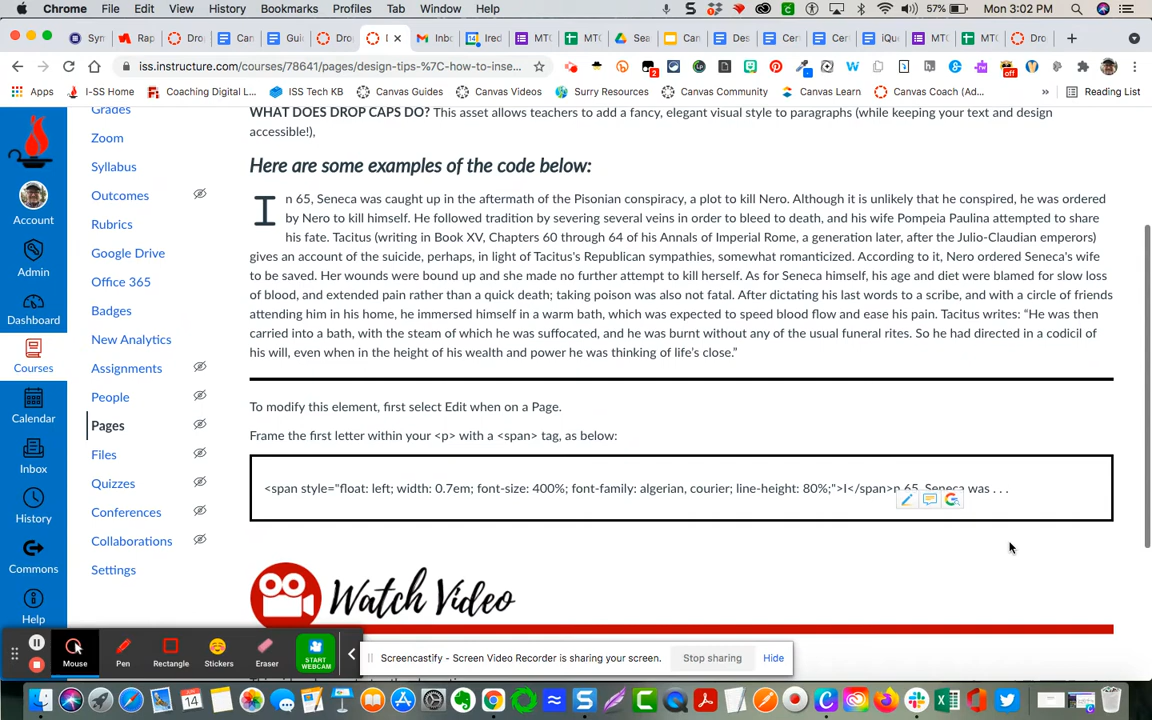 Chrome File Edit View History Bookmarks Profiles Tab Window Help 57% Mon 3:02 PM
Syn Rap Dro Can Guid Dro I Inbo Ired MTC MTC Sea Can Des Cer Cer iQue MTC MTC Dro
iss.instructure.com/courses/78641/pages/design-tips-%7C-how-to-inse...
2 off
Apps I-SS Home Coaching Digital L... ISS Tech KB Canvas Guides Canvas Videos Surry Resources Canvas Community Canvas Learn Canvas Coach (Ad... » Reading List
Account
Admin
Dashboard
Courses
Calendar
Inbox
History
Commons
Help
Grades
Zoom
Syllabus
Outcomes
Rubrics
Google Drive
Office 365
Badges
New Analytics
Assignments
People
Pages
Files
Quizzes
Conferences
Collaborations
Settings
WHAT DOES DROP CAPS DO? This asset allows teachers to add a fancy, elegant visual style to paragraphs (while keeping your text and design
accessible!),
Here are some examples of the code below:
In 65, Seneca was caught up in the aftermath of the Pisonian conspiracy, a plot to kill Nero. Although it is unlikely that he conspired, he was ordered
by Nero to kill himself. He followed tradition by severing several veins in order to bleed to death, and his wife Pompeia Paulina attempted to share
his fate. Tacitus (writing in Book XV, Chapters 60 through 64 of his Annals of Imperial Rome, a generation later, after the Julio-Claudian emperors)
gives an account of the suicide, perhaps, in light of Tacitus's Republican sympathies, somewhat romanticized. According to it, Nero ordered Seneca's wife
to be saved. Her wounds were bound up and she made no further attempt to kill herself. As for Seneca himself, his age and diet were blamed for slow loss
of blood, and extended pain rather than a quick death; taking poison was also not fatal. After dictating his last words to a scribe, and with a circle of friends
attending him in his home, he immersed himself in a warm bath, which was expected to speed blood flow and ease his pain. Tacitus writes: “He was then
carried into a bath, with the steam of which he was suffocated, and he was burnt without any of the usual funeral rites. So he had directed in a codicil of
his will, even when in the height of his wealth and power he was thinking of life’s close.”
To modify this element, first select Edit when on a Page.
Frame the first letter within your <p> with a <span> tag, as below:
<span style="float: left; width: 0.7em; font-size: 400%; font-family: algerian, courier; line-height: 80%;">I</span>n 65, Seneca was . . .
Watch Video
Mouse Pen Rectangle Stickers Eraser START WEBCAM
Screencastify - Screen Video Recorder is sharing your screen. Stop sharing Hide